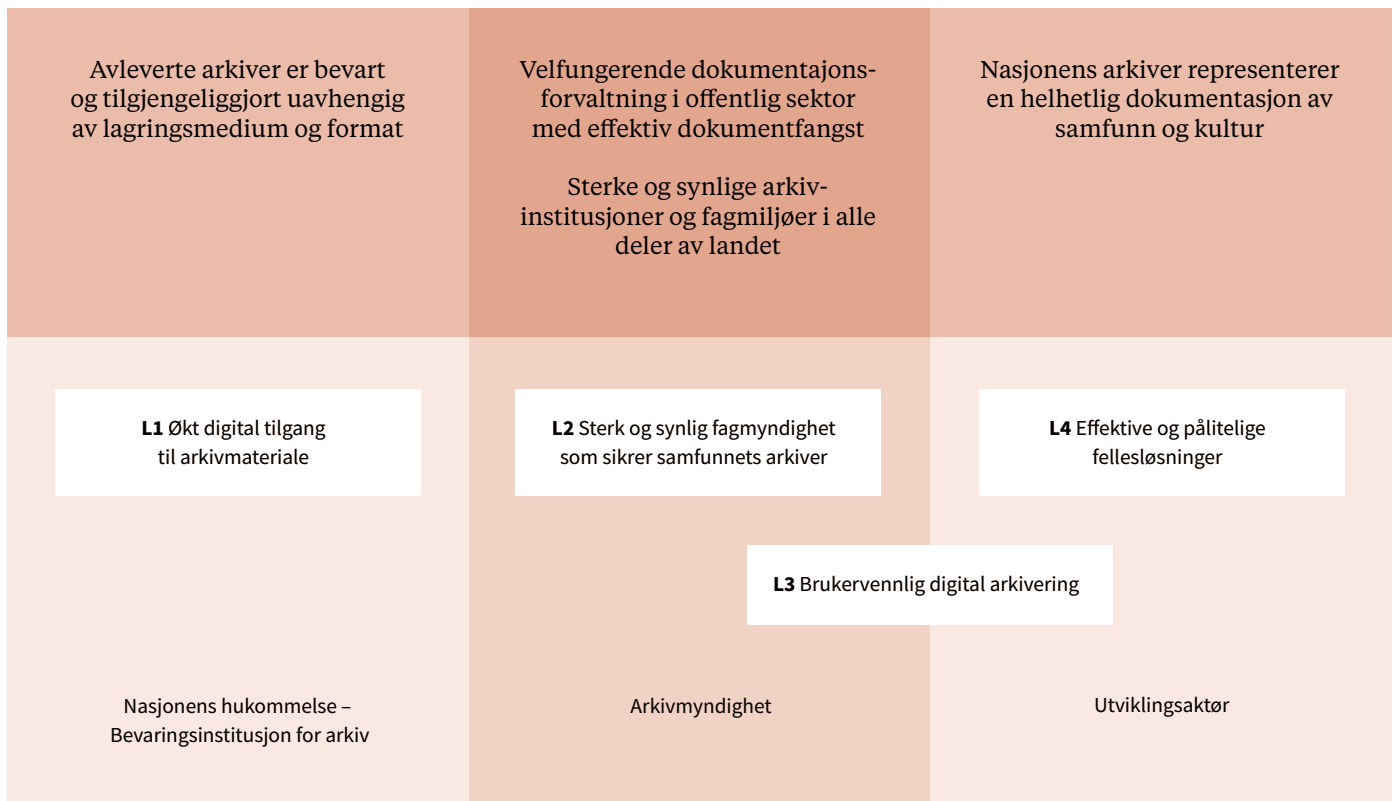 Avleverte arkiver er bevart
og tilgjengeliggjort uavhengig
av lagringsmedium og format
Velfungerende dokumentajons-
forvaltning i offentlig sektor
med effektiv dokumentfangst
Sterke og synlige arkiv-
institusjoner og fagmiljøer i alle
deler av landet
Nasjonens arkiver representerer
en helhetlig dokumentasjon av
samfunn og kultur
L1 Økt digital tilgang
til arkivmateriale
L2 Sterk og synlig fagmyndighet
som sikrer samfunnets arkiver
L4 Effektive og pålitelige
fellesløsninger
L3 Brukervennlig digital arkivering
Nasjonens hukommelse –
Bevaringsinstitusjon for arkiv
Arkivmyndighet
Utviklingsaktør